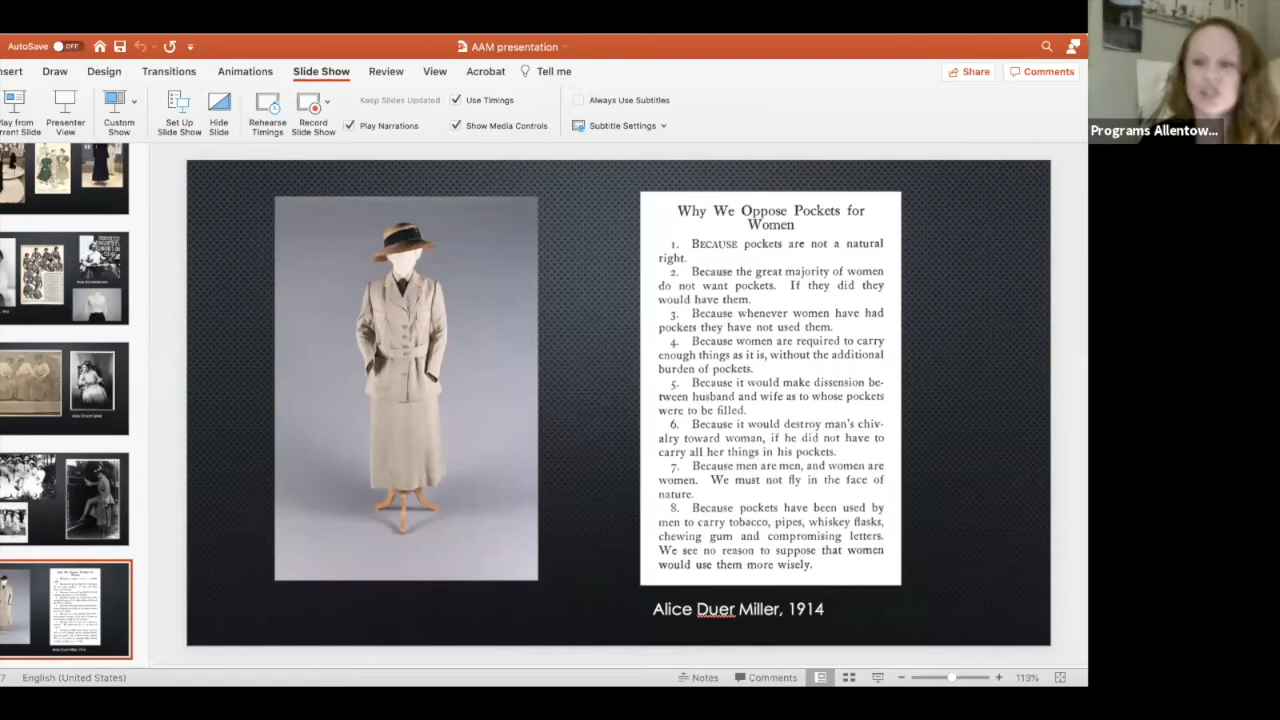 AutoSave OFF
AAM presentation
nsert Draw Design Transitions Animations Slide Show Review View Acrobat Tell me
Share Comments
Play from
Current Slide
Presenter
View
Custom
Show
Set Up
Slide Show
Hide
Slide
Rehearse
Timings
Record
Slide Show
Keep Slides Updated
Use Timings
Play Narrations
Show Media Controls
Always Use Subtitles
Subtitle Settings
Programs Allentow...
Why We Oppose Pockets for
Women
1. BECAUSE pockets are not a natural
right.
2. Because the great majority of women
do not want pockets. If they did they
would have them.
3. Because whenever women have had
pockets they have not used them.
4. Because women are required to carry
enough things as it is, without the additional
burden of pockets.
5. Because it would make dissension be-
tween husband and wife as to whose pockets
were to be filled.
6. Because it would destroy man's chiv-
alry toward woman, if he did not have to
carry all her things in his pockets.
7. Because men are men, and women are
women. We must not fly in the face of
nature.
8. Because pockets have been used by
men to carry tobacco, pipes, whiskey flasks,
chewing gum and compromising letters.
We see no reason to suppose that women
would use them more wisely.
Alice Duer Miller, 1914
7 English (United States)
Notes Comments 113%